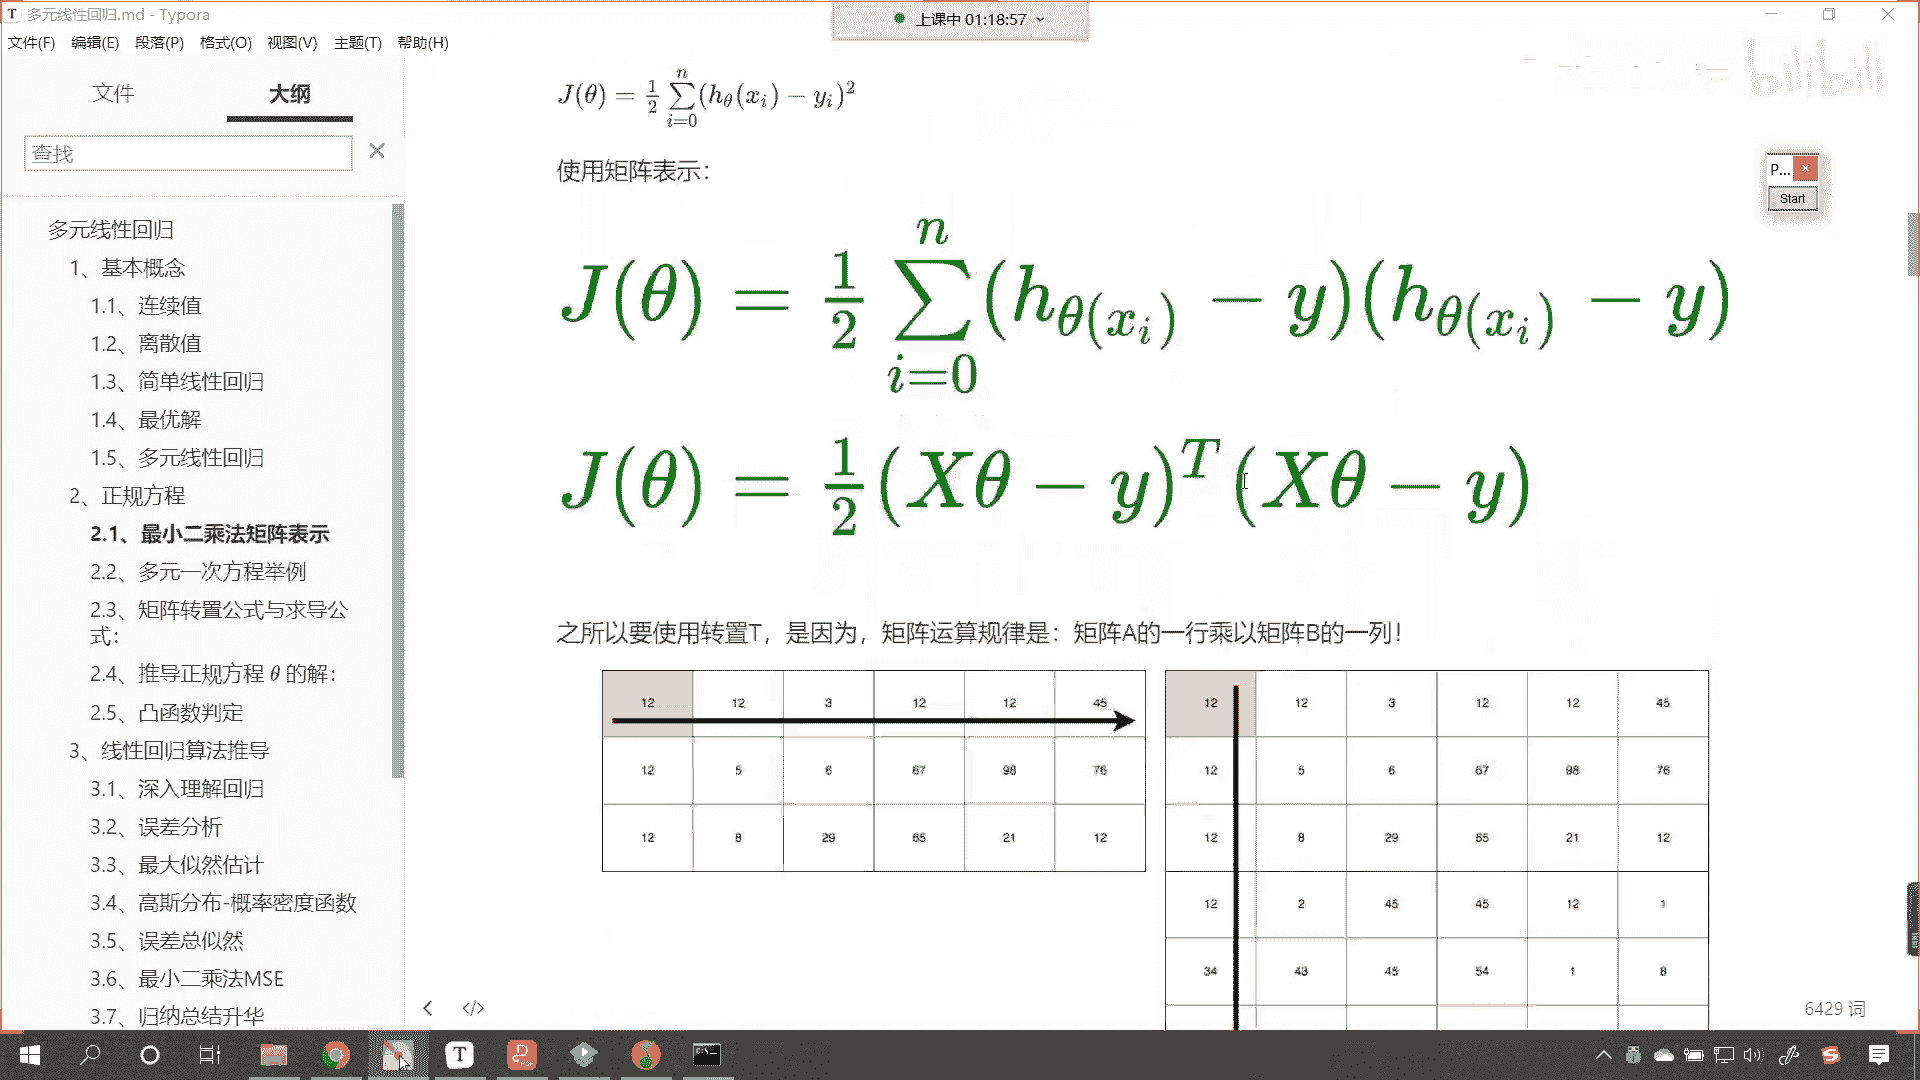 多元线性回归.md - Typora
上课中 01:18:57
文件(F) 编辑(E) 段落(P) 格式(O) 视图(V) 主题(T) 帮助(H)
bilibili
文件 大纲
查找
多元线性回归
1、基本概念
1.1、连续值
1.2、离散值
1.3、简单线性回归
1.4、最优解
1.5、多元线性回归
2、正规方程
2.1、最小二乘法矩阵表示
2.2、多元一次方程举例
2.3、矩阵转置公式与求导公
式：
2.4、推导正规方程 θ 的解：
2.5、凸函数判定
3、线性回归算法推导
3.1、深入理解回归
3.2、误差分析
3.3、最大似然估计
3.4、高斯分布-概率密度函数
3.5、误差总似然
3.6、最小二乘法MSE
3.7、归纳总结升华
J(θ) = 1/2 ∑_{i=0}^{n} (h_θ(x_i) − y_i)^2
使用矩阵表示：
J(θ) = 1/2 ∑_{i=0}^{n} (h_{θ(x_i)} − y)(h_{θ(x_i)} − y)
J(θ) = 1/2 (Xθ − y)^T (Xθ − y)
之所以要使用转置T，是因为，矩阵运算规律是：矩阵A的一行乘以矩阵B的一列！
12 12 3 12 12 45
12 5 6 67 98 76
12 8 29 65 21 12
12 12 3 12 12 45
12 5 6 67 98 76
12 8 29 65 21 12
12 2 45 45 12 1
34 43 45 54 1 8
P...
Start
6429 词